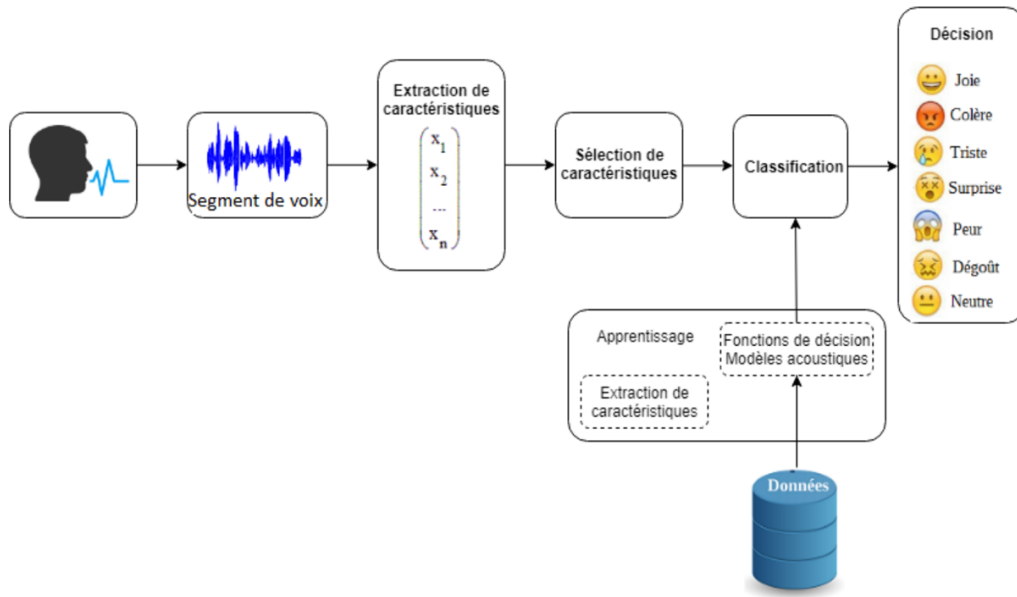 Segment de voix
Extraction de
caractéristiques
x1
x2
...
xn
Sélection de
caractéristiques
Classification
Décision
Joie
Colère
Triste
Surprise
Peur
Dégoût
Neutre
Apprentissage
Fonctions de décision
Modèles acoustiques
Extraction de
caractéristiques
Données